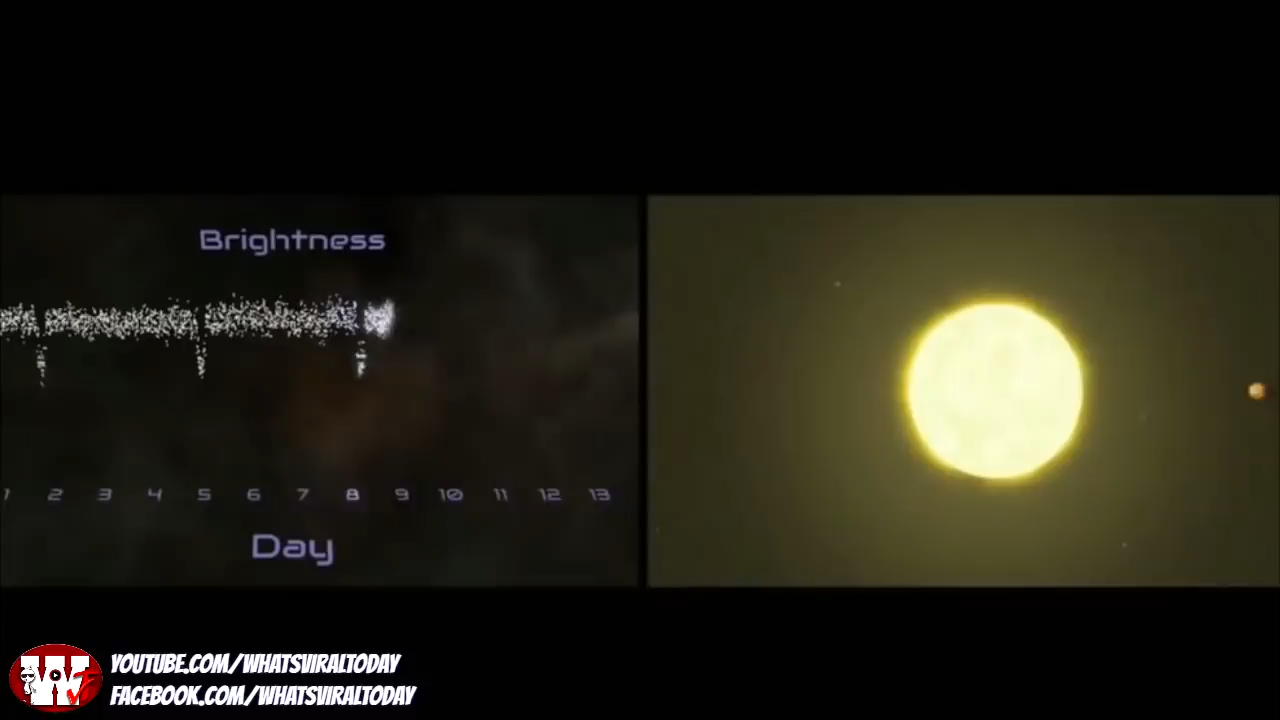 Brightness
1 2 3 4 5 6 7 8 9 10 11 12 13
Day
YOUTUBE.COM/WHATSVIRALTODAY
FACEBOOK.COM/WHATSVIRALTODAY